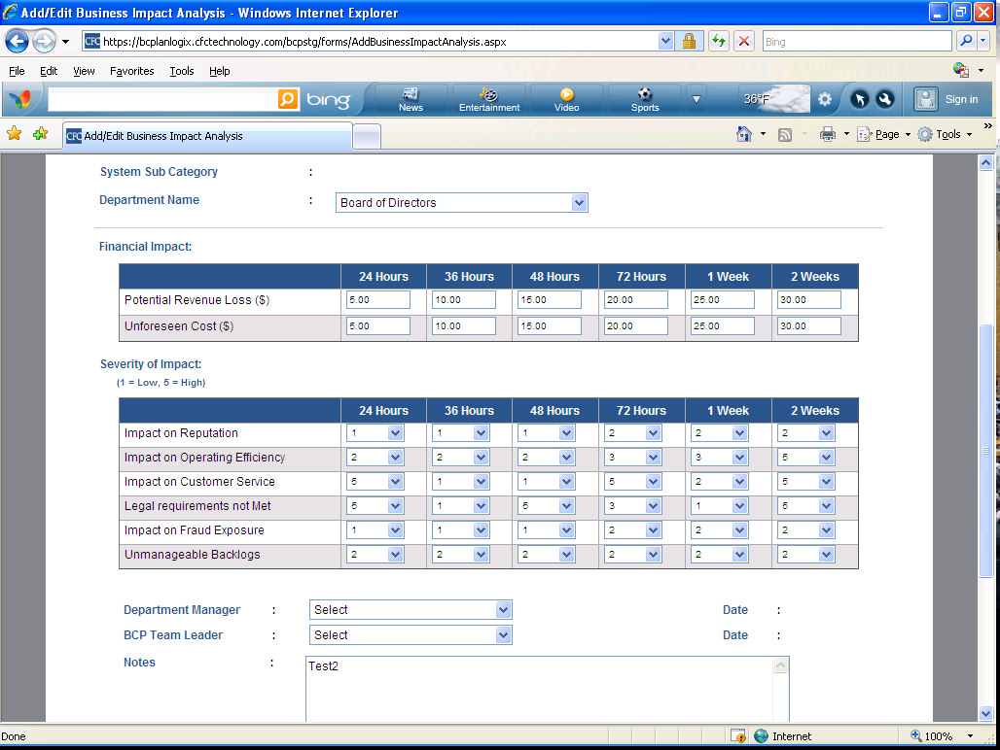 Add/Edit Business Impact Analysis - Windows Internet Explorer
CFC https://bcplanlogix.cfctechnology.com/bcpstg/forms/AddBusinessImpactAnalysis.aspx Bing
File Edit View Favorites Tools Help
bing News Entertainment Video Sports 36°F Sign in
CFC Add/Edit Business Impact Analysis Page Tools »
System Sub Category :
Department Name : Board of Directors
Financial Impact:
24 Hours 36 Hours 48 Hours 72 Hours 1 Week 2 Weeks
Potential Revenue Loss ($) 5.00 10.00 15.00 20.00 25.00 30.00
Unforeseen Cost ($) 5.00 10.00 15.00 20.00 25.00 30.00
Severity of Impact:
(1 = Low, 5 = High)
24 Hours 36 Hours 48 Hours 72 Hours 1 Week 2 Weeks
Impact on Reputation 1 1 1 2 2 2
Impact on Operating Efficiency 2 2 2 3 3 5
Impact on Customer Service 5 1 1 5 2 5
Legal requirements not Met 5 1 5 3 1 5
Impact on Fraud Exposure 1 1 1 2 2 2
Unmanageable Backlogs 2 2 2 2 2 2
Department Manager : Select Date :
BCP Team Leader : Select Date :
Notes : Test2
Done Internet 100%